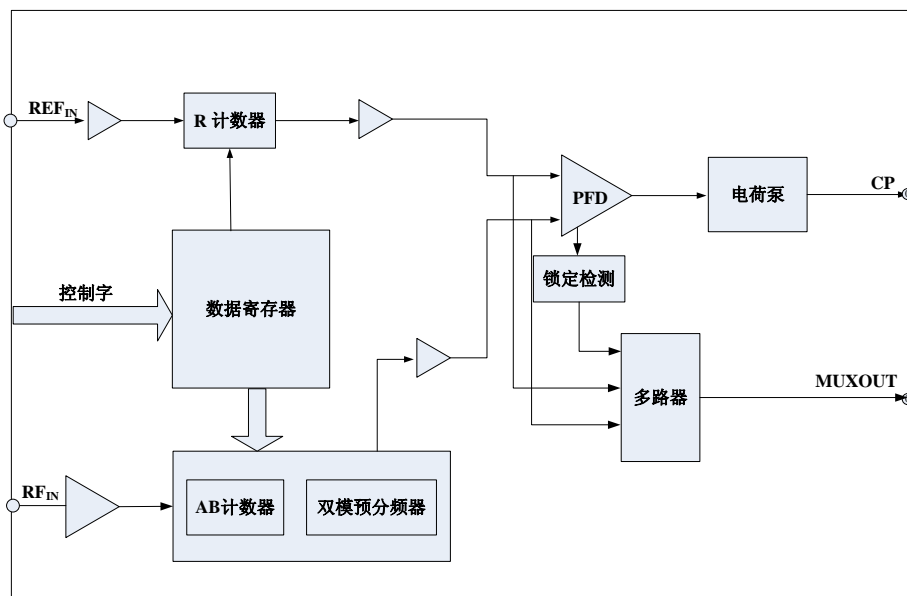 REFIN
R 计数器
PFD
电荷泵
CP
锁定检测
控制字
数据寄存器
多路器
MUXOUT
RFIN
AB计数器
双模预分频器